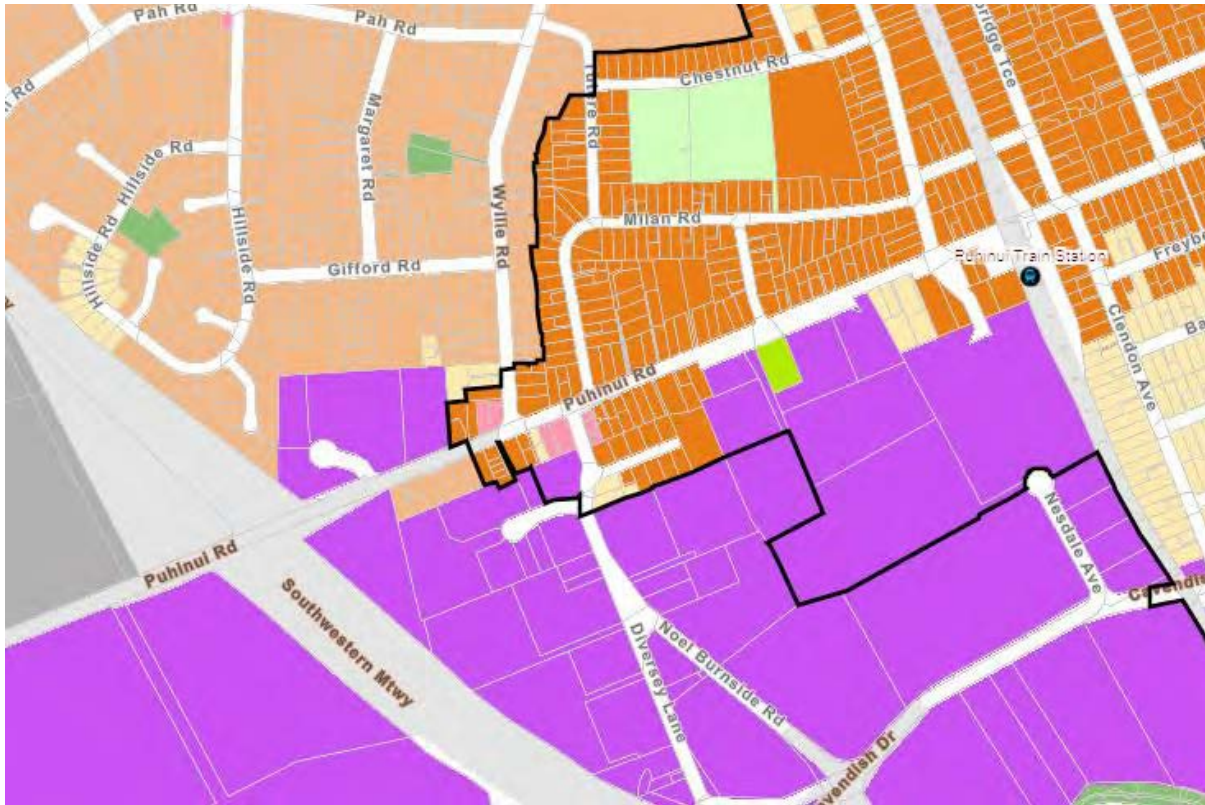 Pah Rd
Pah Rd
Chestnut Rd
Margaret Rd
Hillside Rd
Wyllie Rd
Milan Rd
Hillside Rd
Hillside Rd
Gifford Rd
Puhinui Train Station
Clendon Ave
Puhinui Rd
Nesdale Ave
Puhinui Rd
Southwestern Mtwy
Diversey Lane
Noel Burnside Rd
Tce